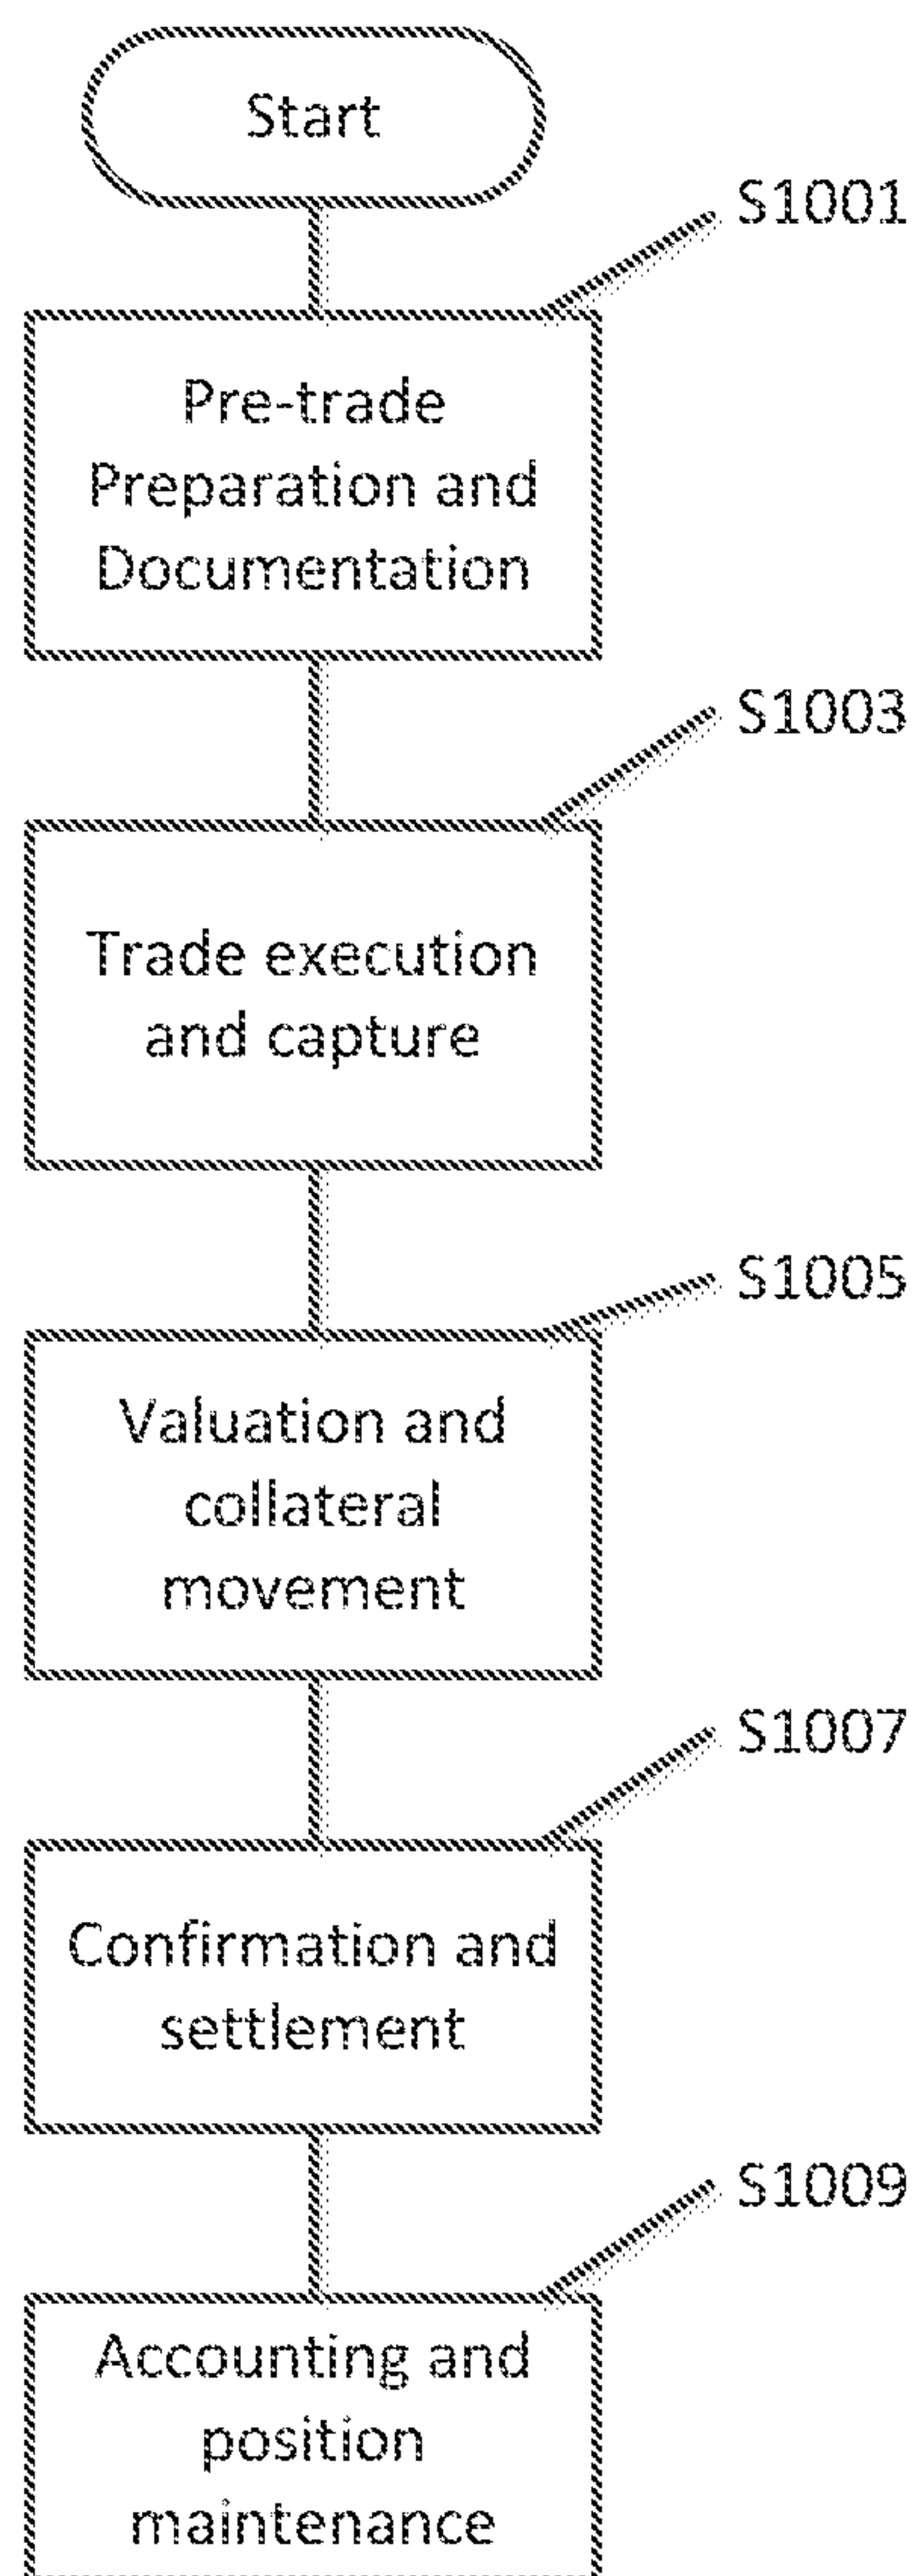 Start
S1001
Pre-trade
Preparation and
Documentation
S1003
Trade execution
and capture
S1005
Valuation and
collateral
movement
S1007
Confirmation and
settlement
S1009
Accounting and
position
maintenance